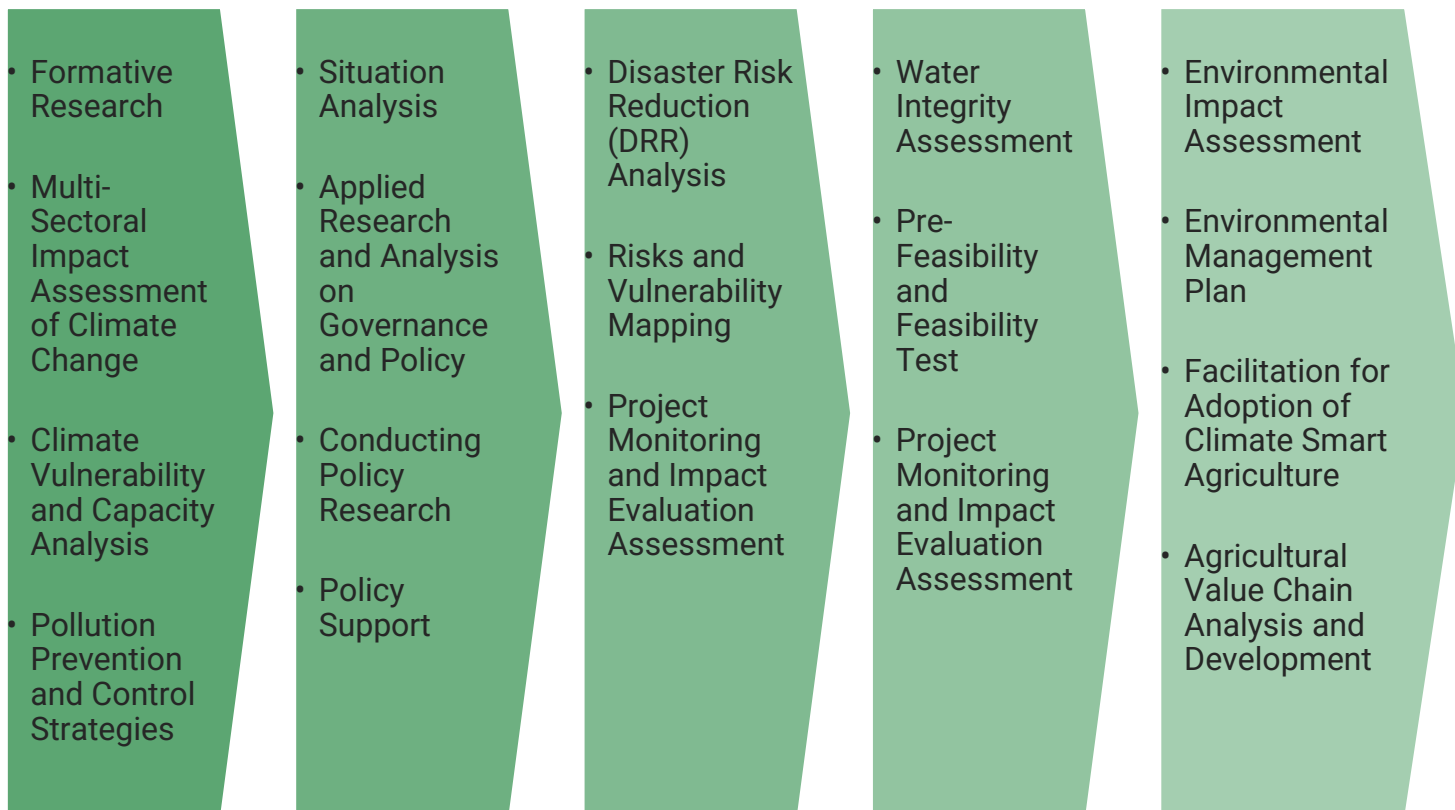 • Formative
Research
• Multi-
Sectoral
Impact
Assessment
of Climate
Change
• Climate
Vulnerability
and Capacity
Analysis
• Pollution
Prevention
and Control
Strategies
• Situation
Analysis
• Applied
Research
and Analysis
on
Governance
and Policy
• Conducting
Policy
Research
• Policy
Support
• Disaster Risk
Reduction
(DRR)
Analysis
• Risks and
Vulnerability
Mapping
• Project
Monitoring
and Impact
Evaluation
Assessment
• Water
Integrity
Assessment
• Pre-
Feasibility
and
Feasibility
Test
• Project
Monitoring
and Impact
Evaluation
Assessment
• Environmental
Impact
Assessment
• Environmental
Management
Plan
• Facilitation for
Adoption of
Climate Smart
Agriculture
• Agricultural
Value Chain
Analysis and
Development